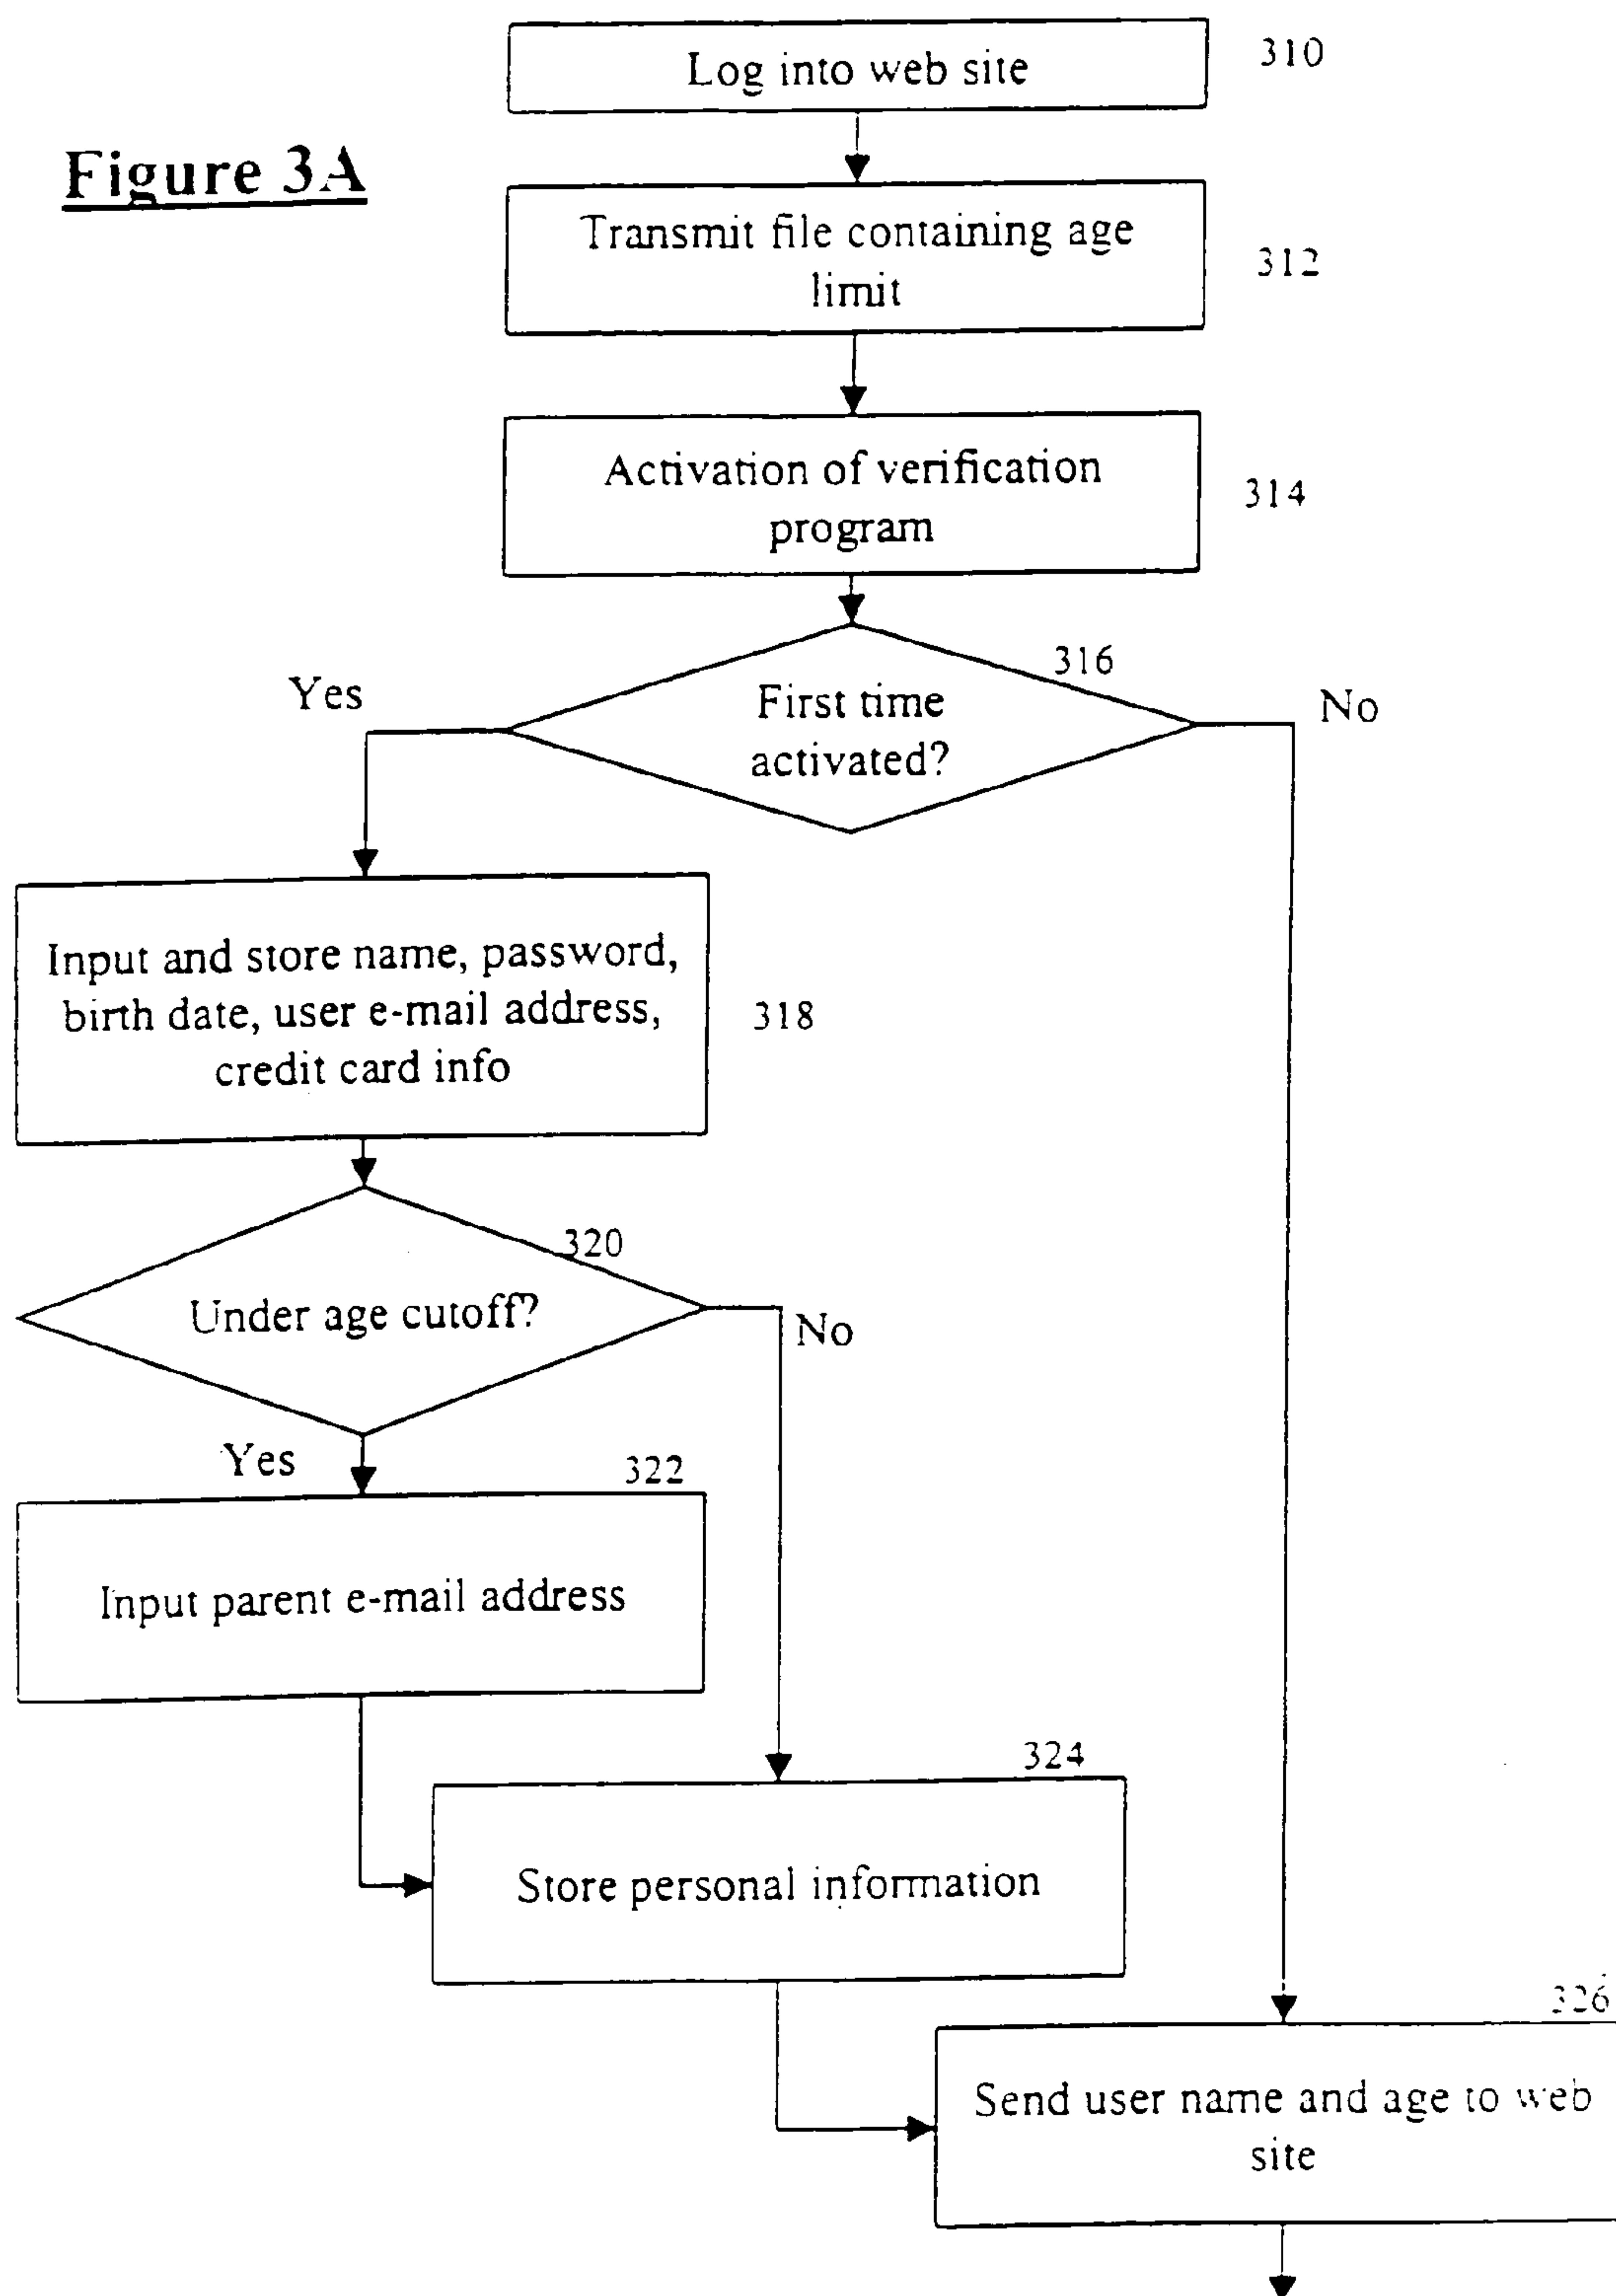 Log into web site
310
Figure 3A
Transmit file containing age
limit
312
Activation of verification
program
314
316
Yes
First time
activated?
No
Input and store name, password,
birth date, user e-mail address,
credit card info
318
320
Under age cutoff?
No
Yes
322
Input parent e-mail address
324
Store personal information
326
Send user name and age to web
site